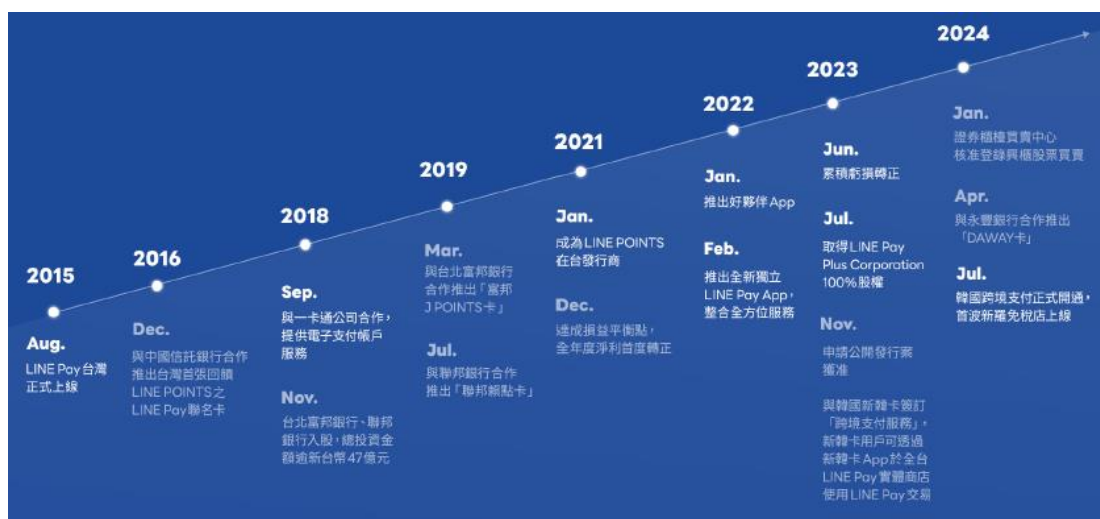 2015
Aug.
LINE Pay台灣
正式上線
2016
Dec.
與中國信託銀行合作
推出台灣首張回饋
LINE POINTS之
LINE Pay聯名卡
2018
Sep.
與一卡通公司合作，
提供電子支付帳戶
服務
Nov.
台北富邦銀行、聯邦
銀行入股，總投資金
額逾新台幣47億元
2019
Mar.
與台北富邦銀行
合作推出「富邦
J POINTS卡」
Jul.
與聯邦銀行合作
推出「聯邦賴點卡」
2021
Jan.
成為LINE POINTS
在台發行商
Dec.
達成損益平衡點，
全年度淨利首度轉正
2022
Jan.
推出好夥伴App
Feb.
推出全新獨立
LINE Pay App，
整合全方位服務
2023
Jun.
累積虧損轉正
Jul.
取得LINE Pay
Plus Corporation
100%股權
Nov.
申請公開發行案
獲准
與韓國新韓卡簽訂
「跨境支付服務」，
新韓卡用戶可透過
新韓卡App於全台
LINE Pay實體商店
使用LINE Pay交易
2024
Jan.
證券櫃檯買賣中心
核准登錄興櫃股票買賣
Apr.
與永豐銀行合作推出
「DAWAY卡」
Jul.
韓國跨境支付正式開通，
首波新羅免稅店上線